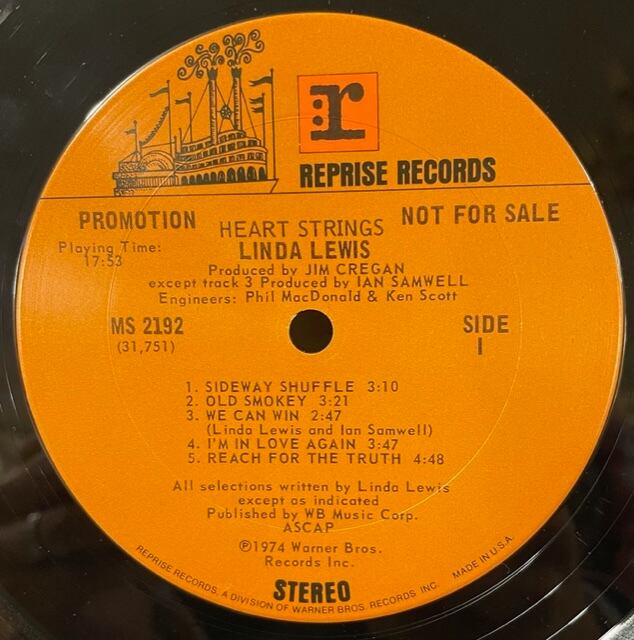 r
REPRISE RECORDS
PROMOTION
NOT FOR SALE
HEART STRINGS
Playing Time:
17:53
LINDA LEWIS
Produced by JIM CREGAN
except track 3 Produced by IAN SAMWELL
Engineers: Phil MacDonald & Ken Scott
MS 2192
(31,751)
SIDE
1
1. SIDEWAY SHUFFLE 3:10
2. OLD SMOKEY 3:21
3. WE CAN WIN 2:47
(Linda Lewis and Ian Samwell)
4. I'M IN LOVE AGAIN 3:47
5. REACH FOR THE TRUTH 4:48
All selections written by Linda Lewis
except as indicated
Published by WB Music Corp.
ASCAP
℗1974 Warner Bros.
Records Inc.
STEREO
REPRISE RECORDS, A DIVISION OF WARNER BROS. RECORDS INC. MADE IN U.S.A.